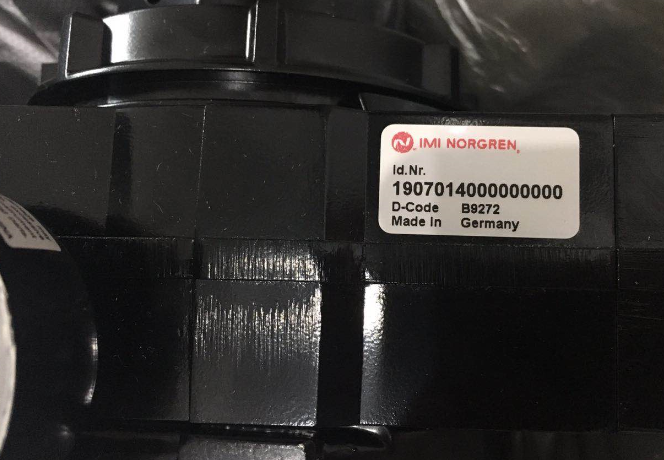 IMI NORGREN
Id.Nr.
1907014000000000
D-Code B9272
Made In Germany